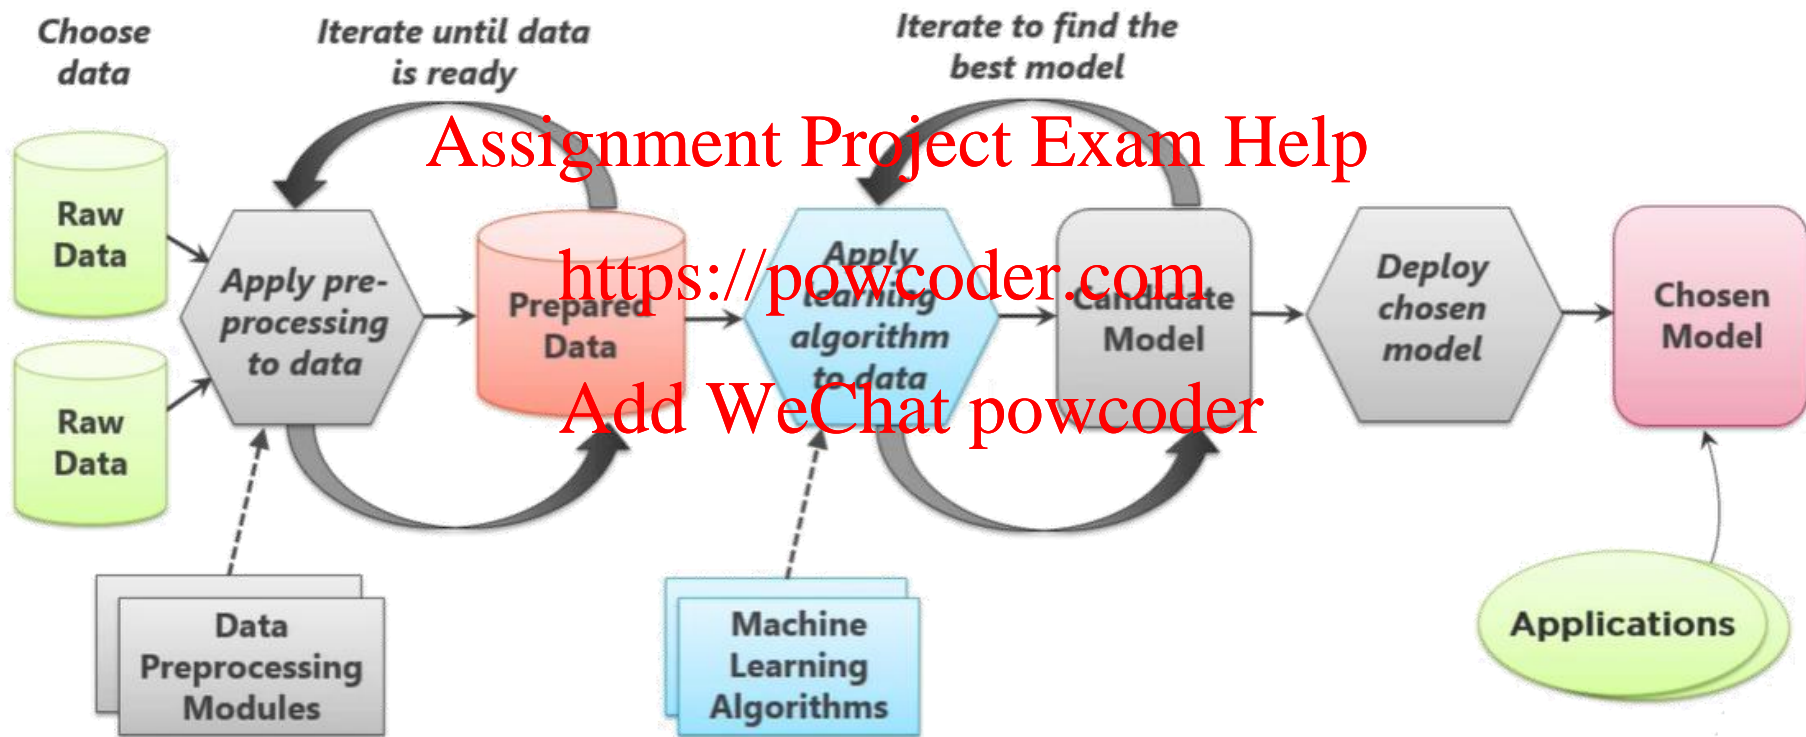 Choose
data
Iterate until data
is ready
Iterate to find the
best model
Assignment Project Exam Help
Raw
Data
Raw
Data
Apply pre-
processing
to data
Prepared
Data
https://powcoder.com
Apply
learning
algorithm
to data
Candidate
Model
Add WeChat powcoder
Deploy
chosen
model
Chosen
Model
Data
Preprocessing
Modules
Machine
Learning
Algorithms
Applications